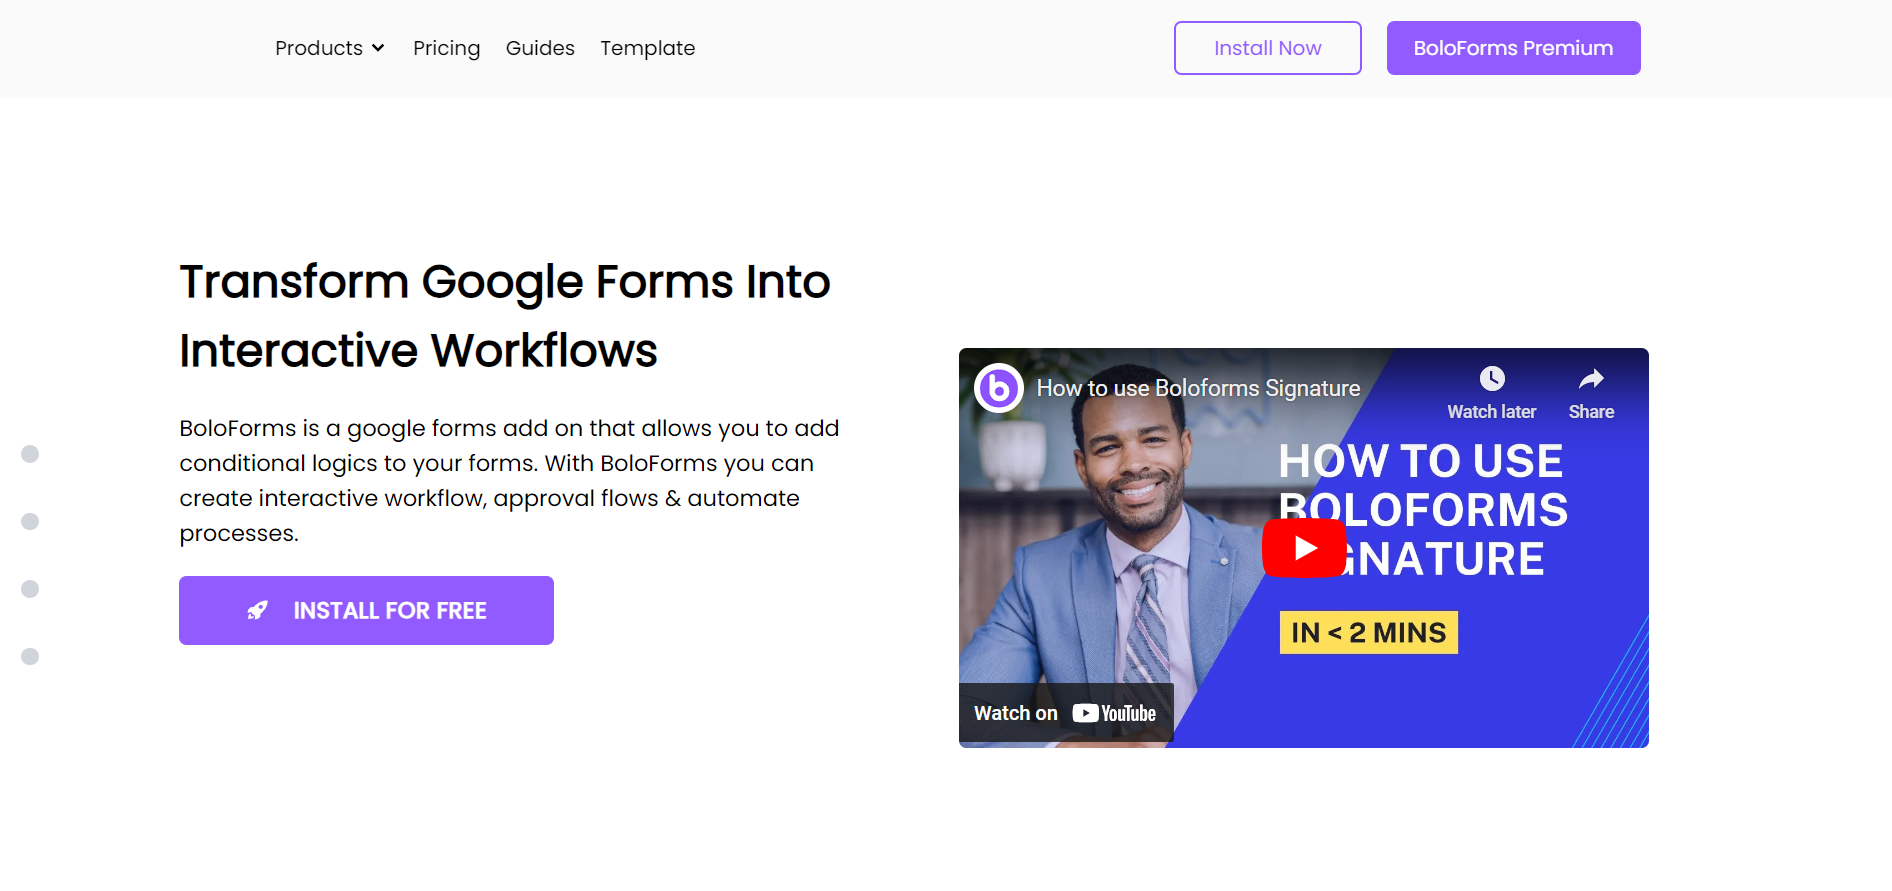 Products
Pricing
Guides
Template
Install Now
BoloForms Premium
Transform Google Forms Into
Interactive Workflows
BoloForms is a google forms add on that allows you to add
conditional logics to your forms. With BoloForms you can
create interactive workflow, approval flows & automate
processes.
INSTALL FOR FREE
b
How to use Boloforms Signature
Watch later
Share
HOW TO USE
BOLOFORMS
SIGNATURE
IN < 2 MINS
Watch on YouTube